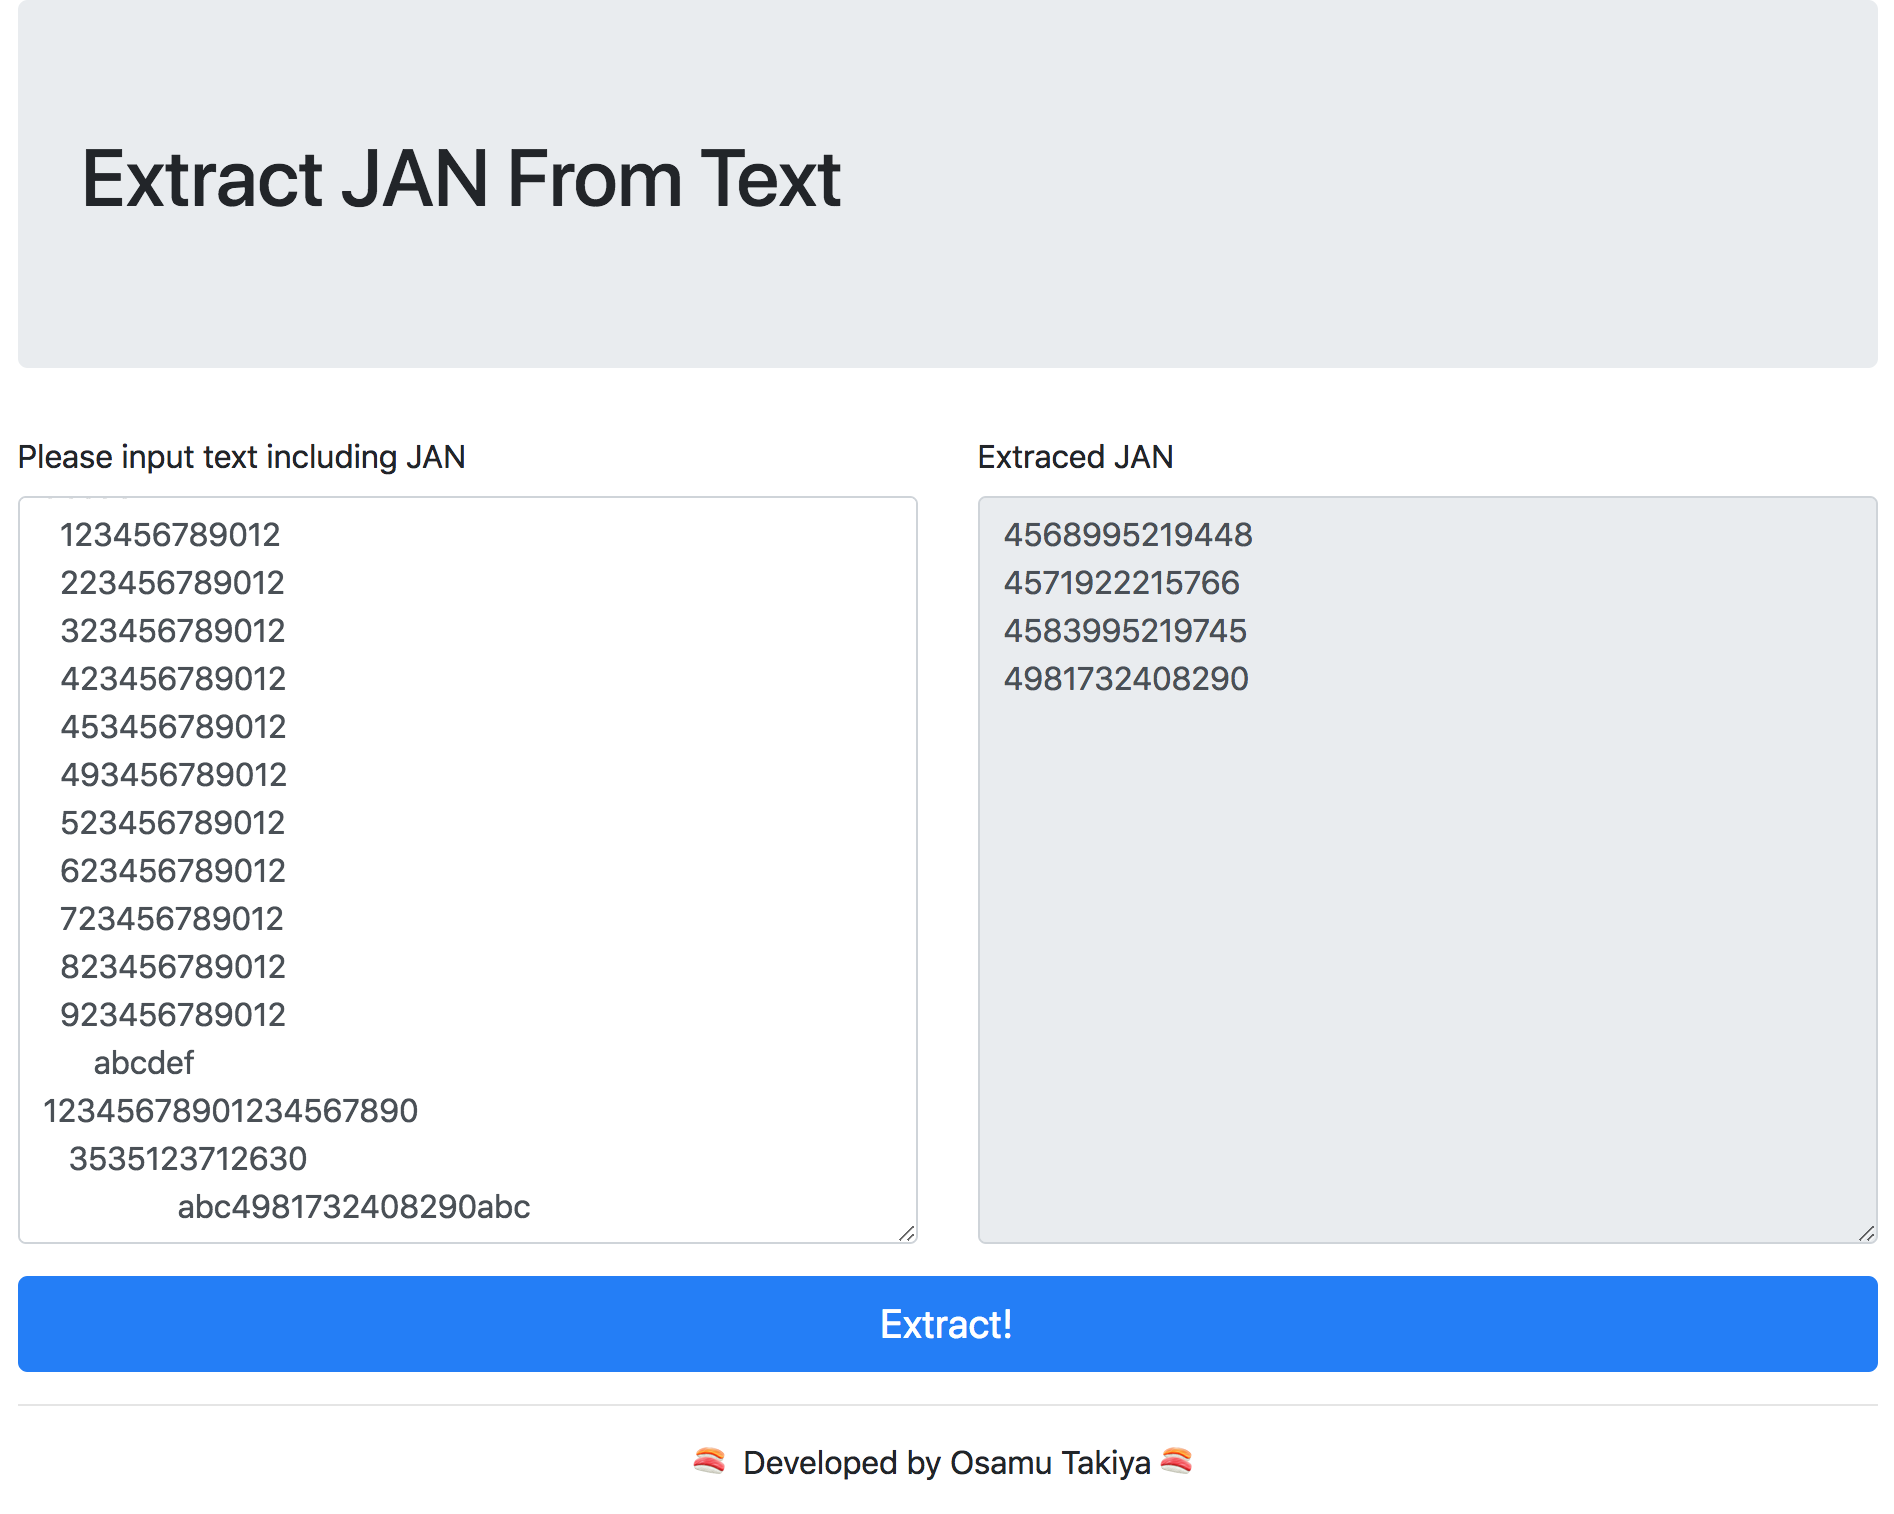 Extract JAN From Text
Please input text including JAN
123456789012
223456789012
323456789012
423456789012
453456789012
493456789012
523456789012
623456789012
723456789012
823456789012
923456789012
abcdef
12345678901234567890
3535123712630
abc4981732408290abc
Extraced JAN
4568995219448
4571922215766
4583995219745
4981732408290
Extract!
Developed by Osamu Takiya